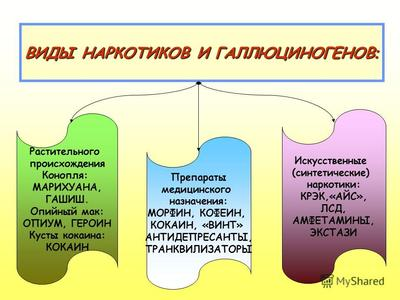 ВИДЫ НАРКОТИКОВ И ГАЛЛЮЦИНОГЕНОВ:
Растительного
происхождения
Конопля:
МАРИХУАНА,
ГАШИШ.
Опийный мак:
ОПИУМ, ГЕРОИН
Кусты кокаина:
КОКАИН
Препараты
медицинского
назначения:
МОРФИН, КОФЕИН,
КОКАИН, «ВИНТ»
АНТИДЕПРЕСАНТЫ,
ТРАНКВИЛИЗАТОРЫ
Искусственные
(синтетические)
наркотики:
КРЭК,«АЙС»,
ЛСД,
АМФЕТАМИНЫ,
ЭКСТАЗИ
MyShared